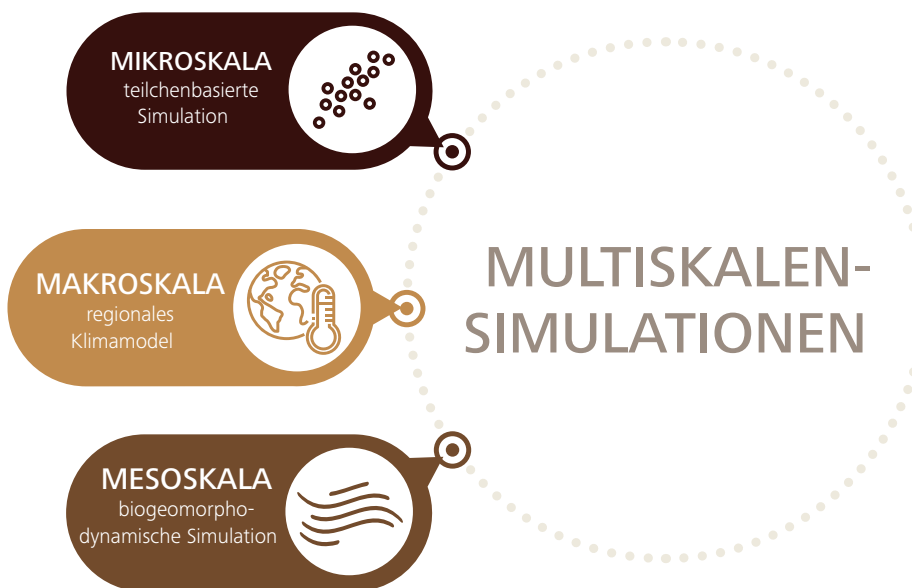 MIKROSKALA
teilchenbasierte
Simulation
MAKROSKALA
regionales
Klimamodel
MESOSKALA
biogeomorpho-
dynamische Simulation
MULTISKALEN-
SIMULATIONEN